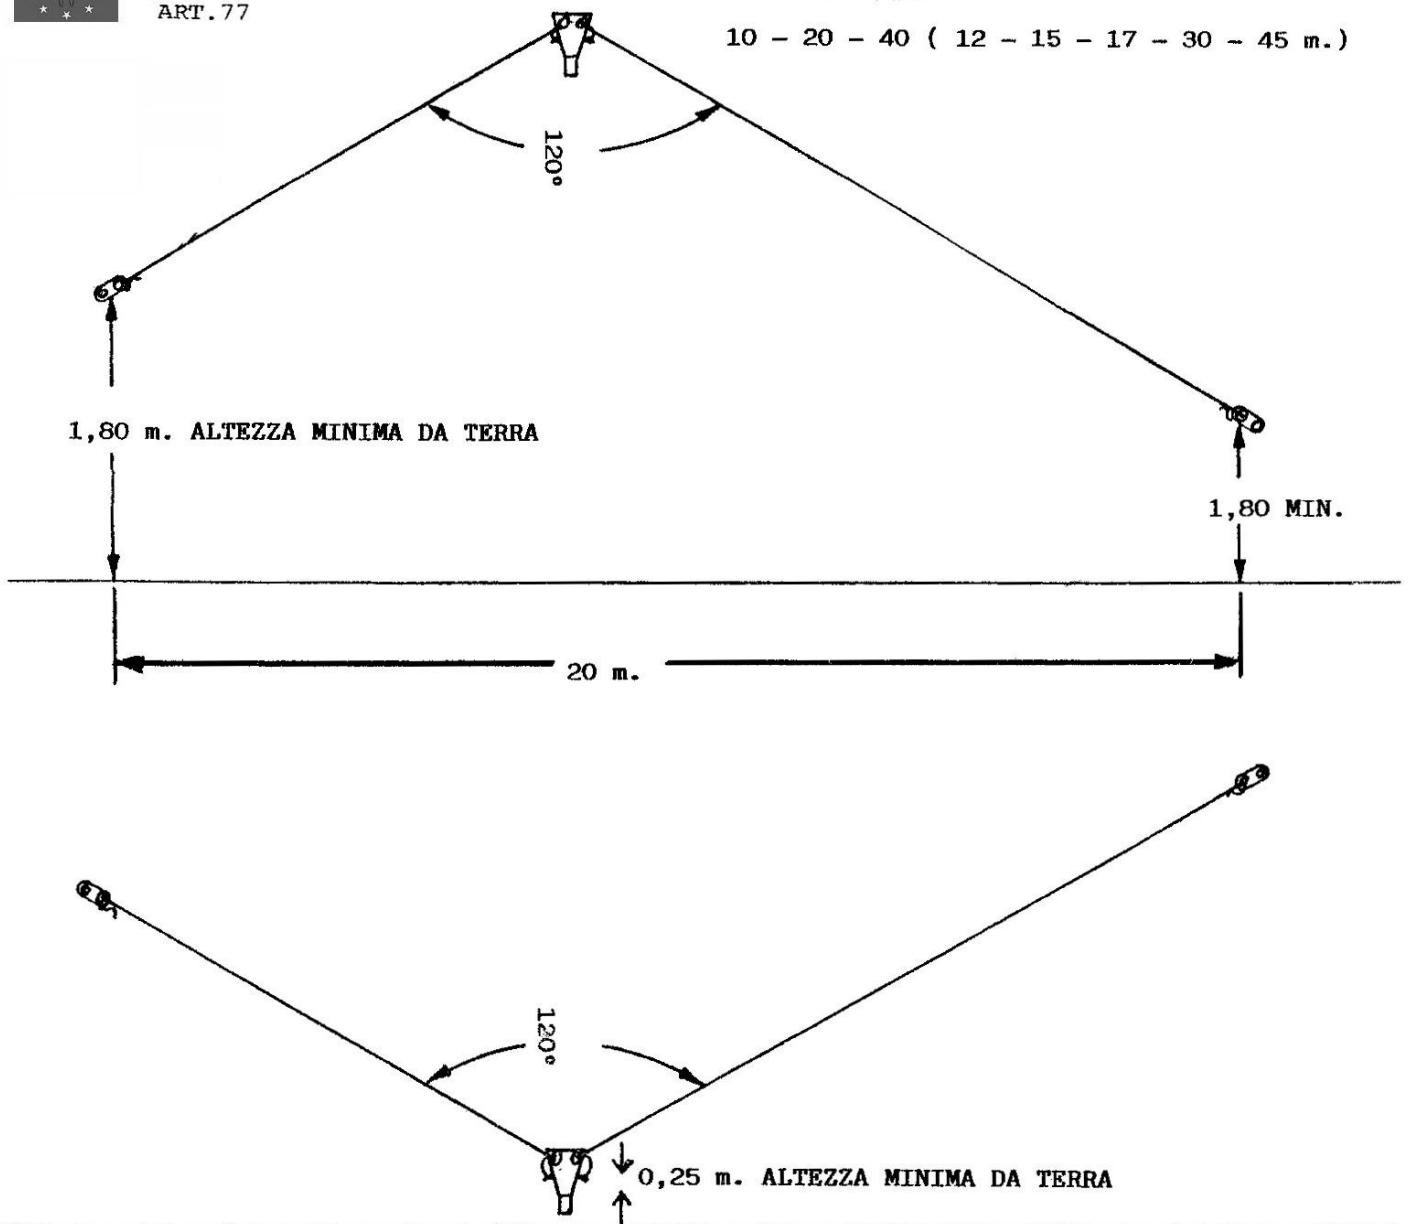 ART.77
10 - 20 - 40 ( 12 - 15 - 17 - 30 - 45 m.)
120°
1,80 m. ALTEZZA MINIMA DA TERRA
1,80 MIN.
20 m.
120°
0,25 m. ALTEZZA MINIMA DA TERRA